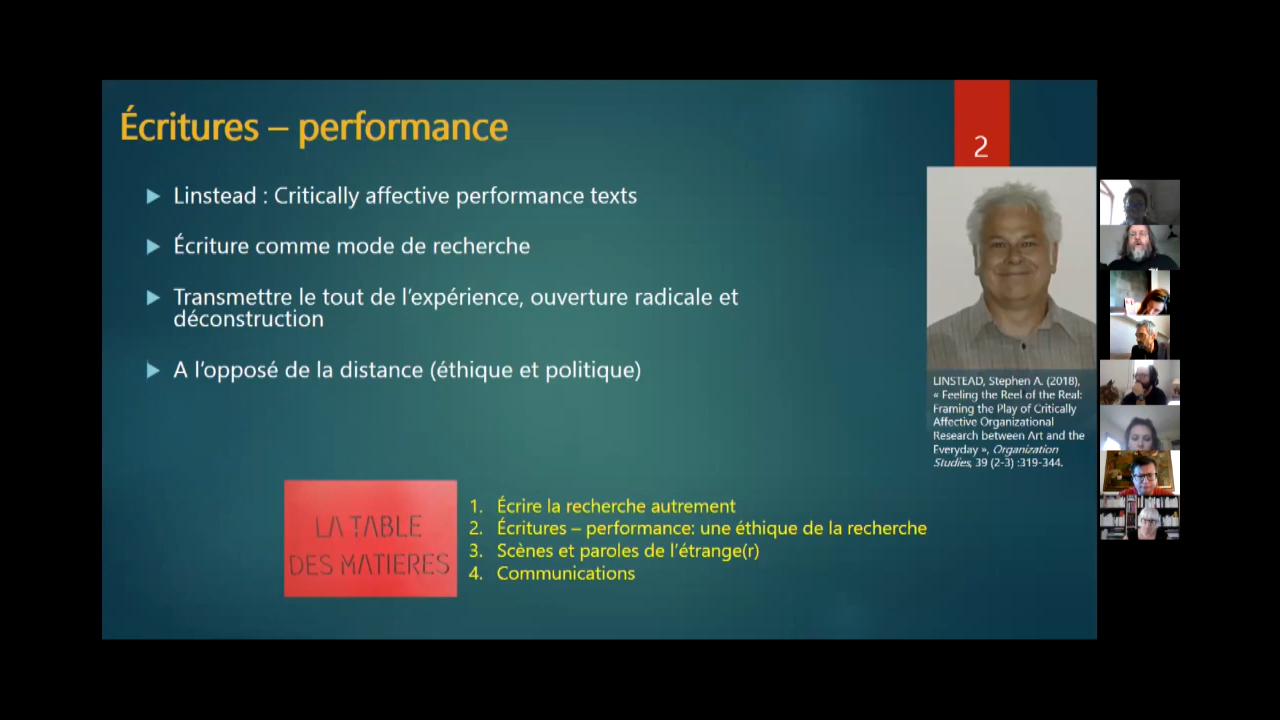 Écritures – performance
2
Linstead : Critically affective performance texts
Écriture comme mode de recherche
Transmettre le tout de l'expérience, ouverture radicale et
déconstruction
A l'opposé de la distance (éthique et politique)
LINSTEAD, Stephen A. (2018),
« Feeling the Reel of the Real:
Framing the Play of Critically
Affective Organizational
Research between Art and the
Everyday », Organization
Studies, 39 (2-3) :319-344.
LA TABLE
DES MATIERES
1. Écrire la recherche autrement
2. Écritures – performance: une éthique de la recherche
3. Scènes et paroles de l'étrange(r)
4. Communications